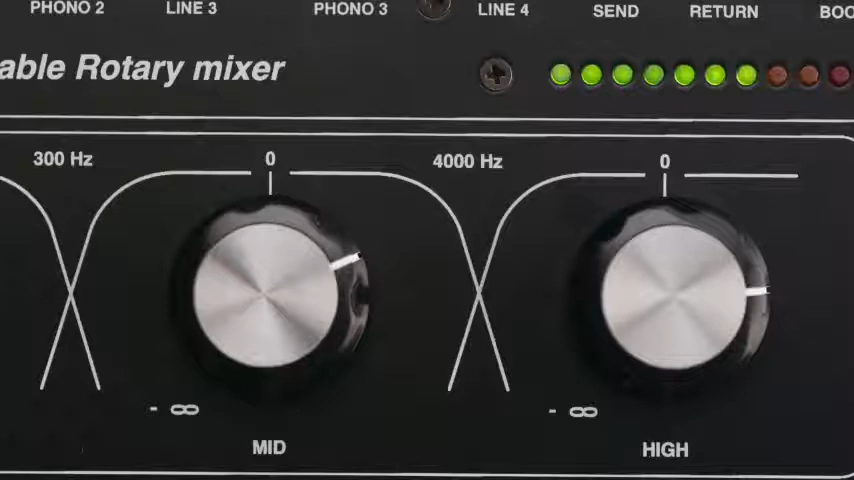 PHONO 2 LINE 3 PHONO 3 LINE 4 SEND RETURN BOO
able Rotary mixer
300 Hz 0 4000 Hz 0
- ∞ - ∞
MID HIGH